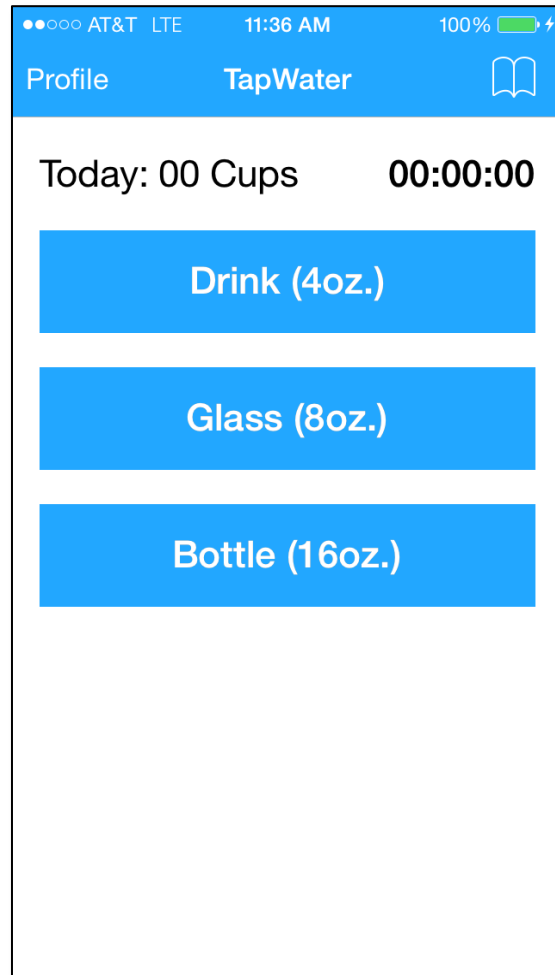 AT&T LTE 11:36 AM 100%
Profile TapWater
Today: 00 Cups 00:00:00
Drink (4oz.)
Glass (8oz.)
Bottle (16oz.)